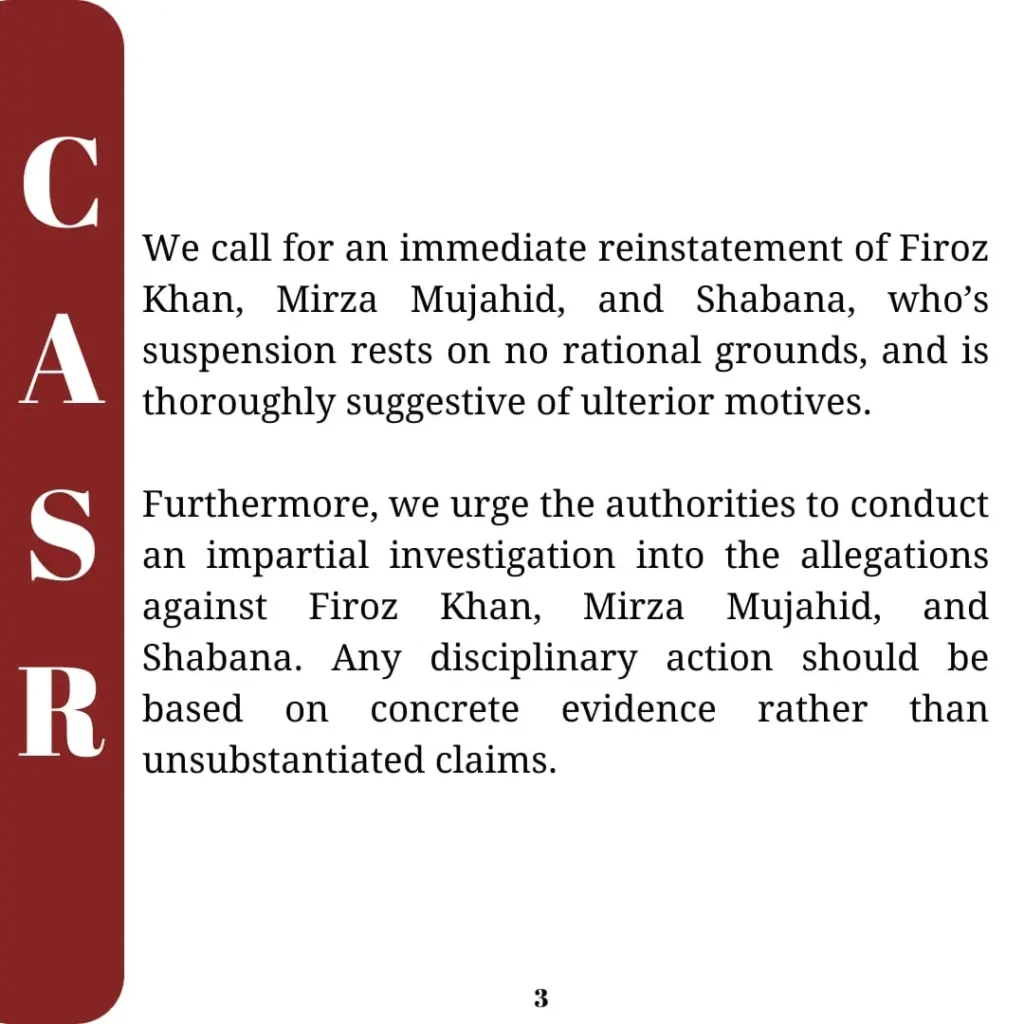 C
A
S
R
We call for an immediate reinstatement of Firoz
Khan, Mirza Mujahid, and Shabana, who’s
suspension rests on no rational grounds, and is
thoroughly suggestive of ulterior motives.
Furthermore, we urge the authorities to conduct
an impartial investigation into the allegations
against Firoz Khan, Mirza Mujahid, and
Shabana. Any disciplinary action should be
based on concrete evidence rather than
unsubstantiated claims.
3